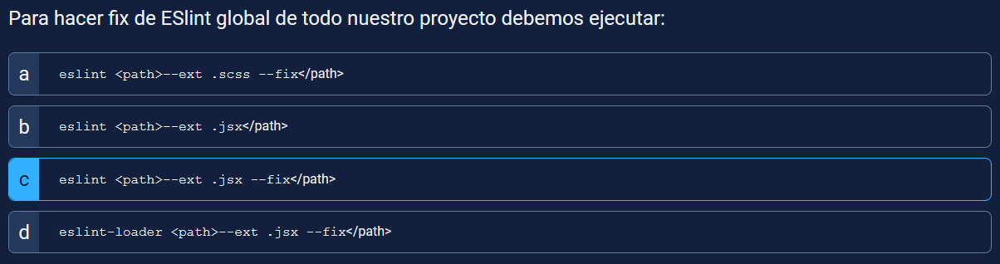 Para hacer fix de ESlint global de todo nuestro proyecto debemos ejecutar:
a eslint <path>--ext .scss --fix</path>
b eslint <path>--ext .jsx</path>
c eslint <path>--ext .jsx --fix</path>
d eslint-loader <path>--ext .jsx --fix</path>